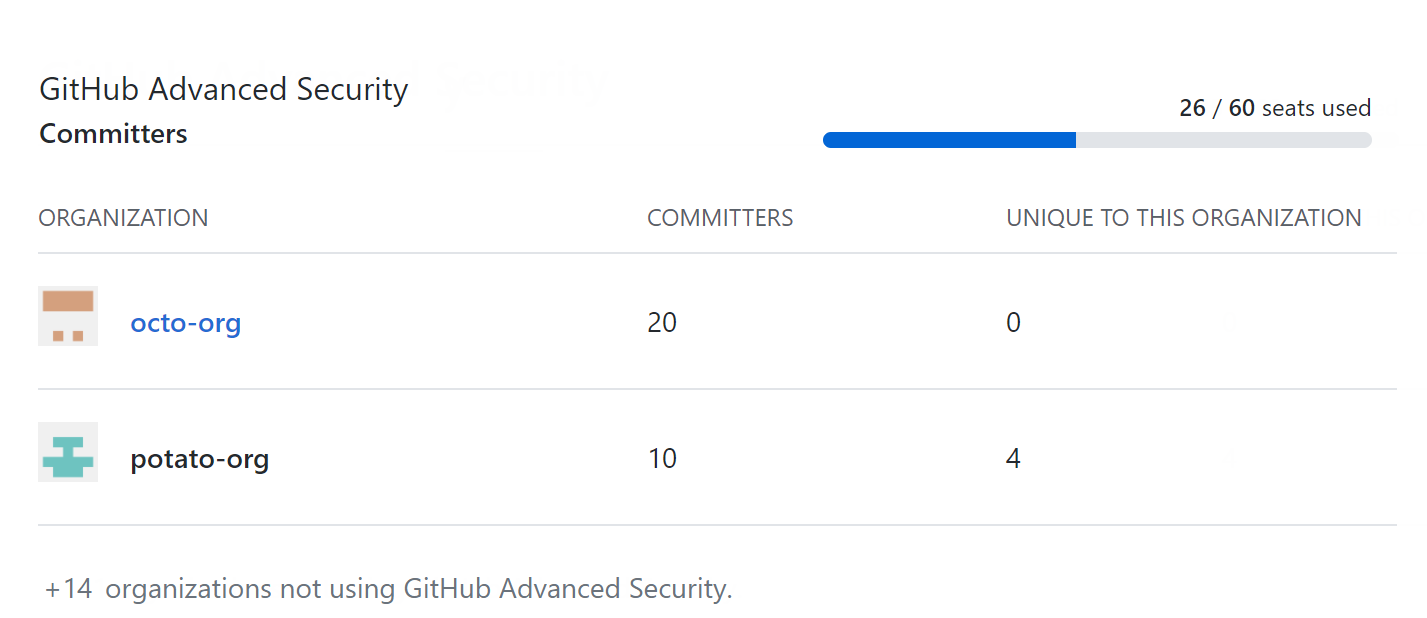 GitHub Advanced Security
Committers
26 / 60 seats used
ORGANIZATION COMMITTERS UNIQUE TO THIS ORGANIZATION
octo-org 20 0
potato-org 10 4
+14 organizations not using GitHub Advanced Security.